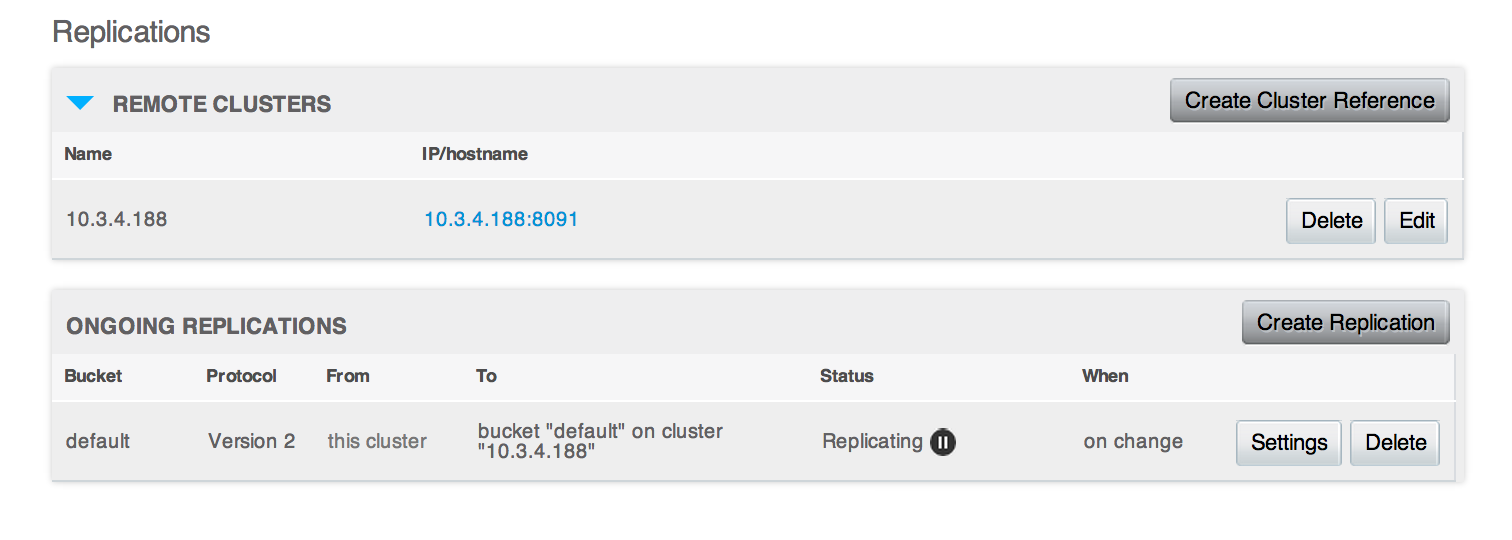 Replications
REMOTE CLUSTERS
Create Cluster Reference
Name IP/hostname
10.3.4.188 10.3.4.188:8091 Delete Edit
ONGOING REPLICATIONS
Create Replication
Bucket Protocol From To Status When
default Version 2 this cluster bucket "default" on cluster
"10.3.4.188" Replicating on change Settings Delete